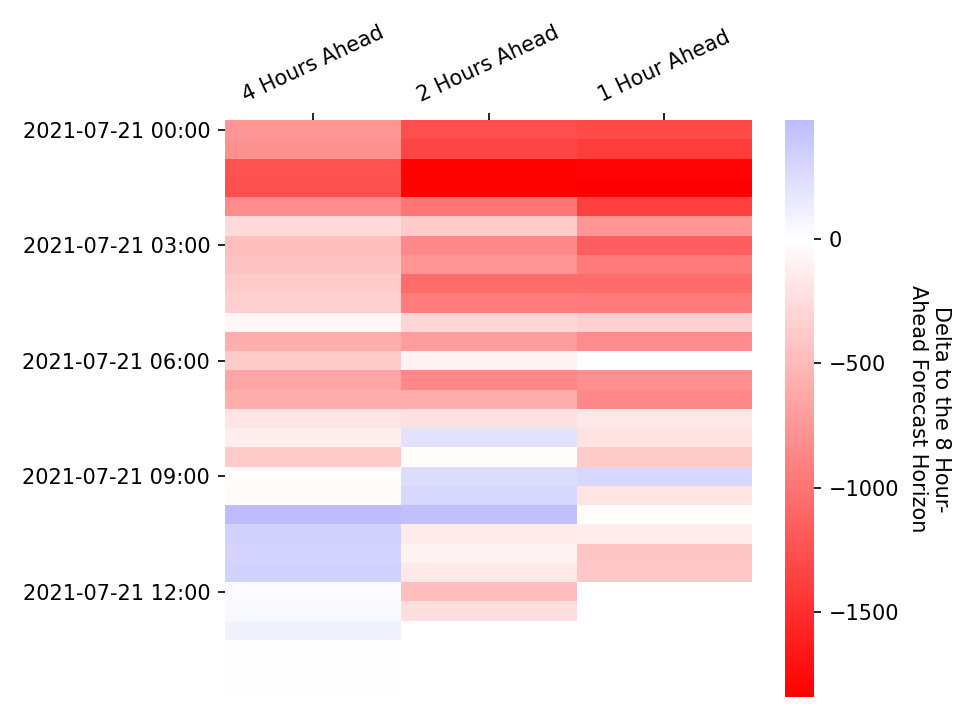 4 Hours Ahead
2 Hours Ahead
1 Hour Ahead
2021-07-21 00:00
2021-07-21 03:00
2021-07-21 06:00
2021-07-21 09:00
2021-07-21 12:00
0
−500
−1000
−1500
Delta to the 8 Hour-
Ahead Forecast Horizon